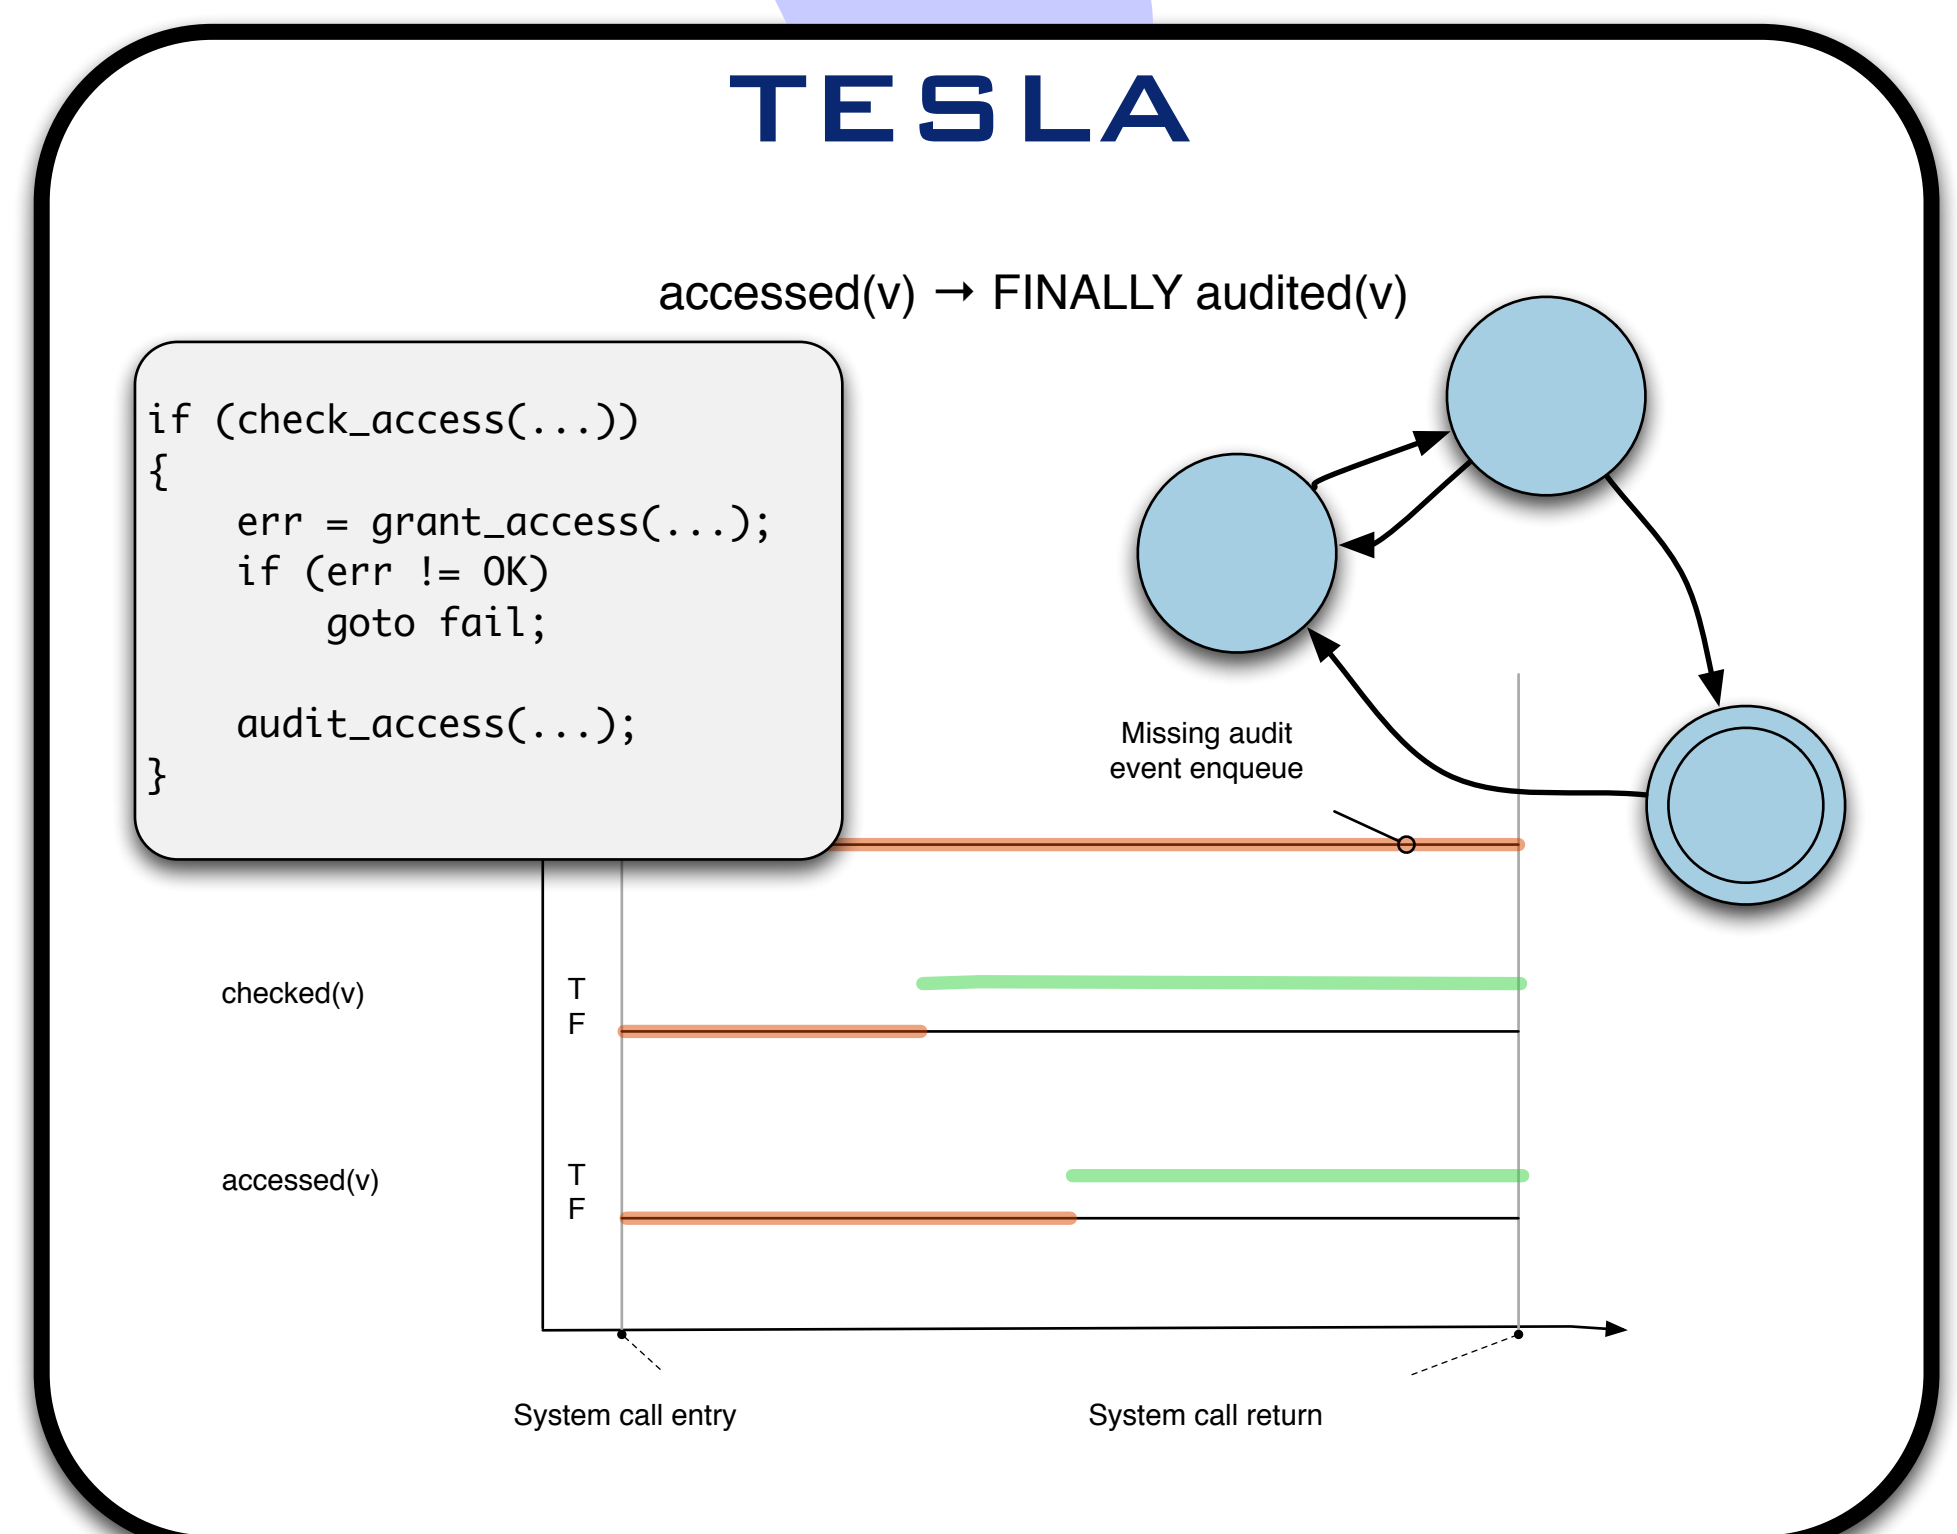 TESLA
accessed(v) → FINALLY audited(v)
if (check_access(...))
{
    err = grant_access(...);
    if (err != OK)
        goto fail;

    audit_access(...);
}
Missing audit
event enqueue
checked(v)
T
F
accessed(v)
T
F
System call entry
System call return